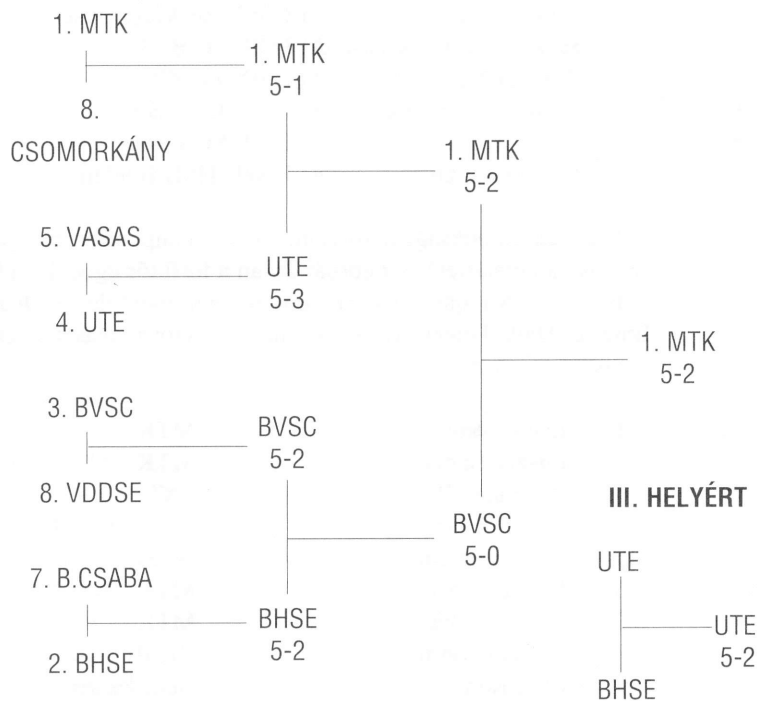 1. MTK
1. MTK
5-1
8.
CSOMORKÁNY
1. MTK
5-2
5. VASAS
UTE
5-3
4. UTE
1. MTK
5-2
3. BVSC
BVSC
5-2
8. VDDSE
III. HELYÉRT
BVSC
5-0
UTE
7. B.CSABA
BHSE
5-2
UTE
5-2
2. BHSE
BHSE